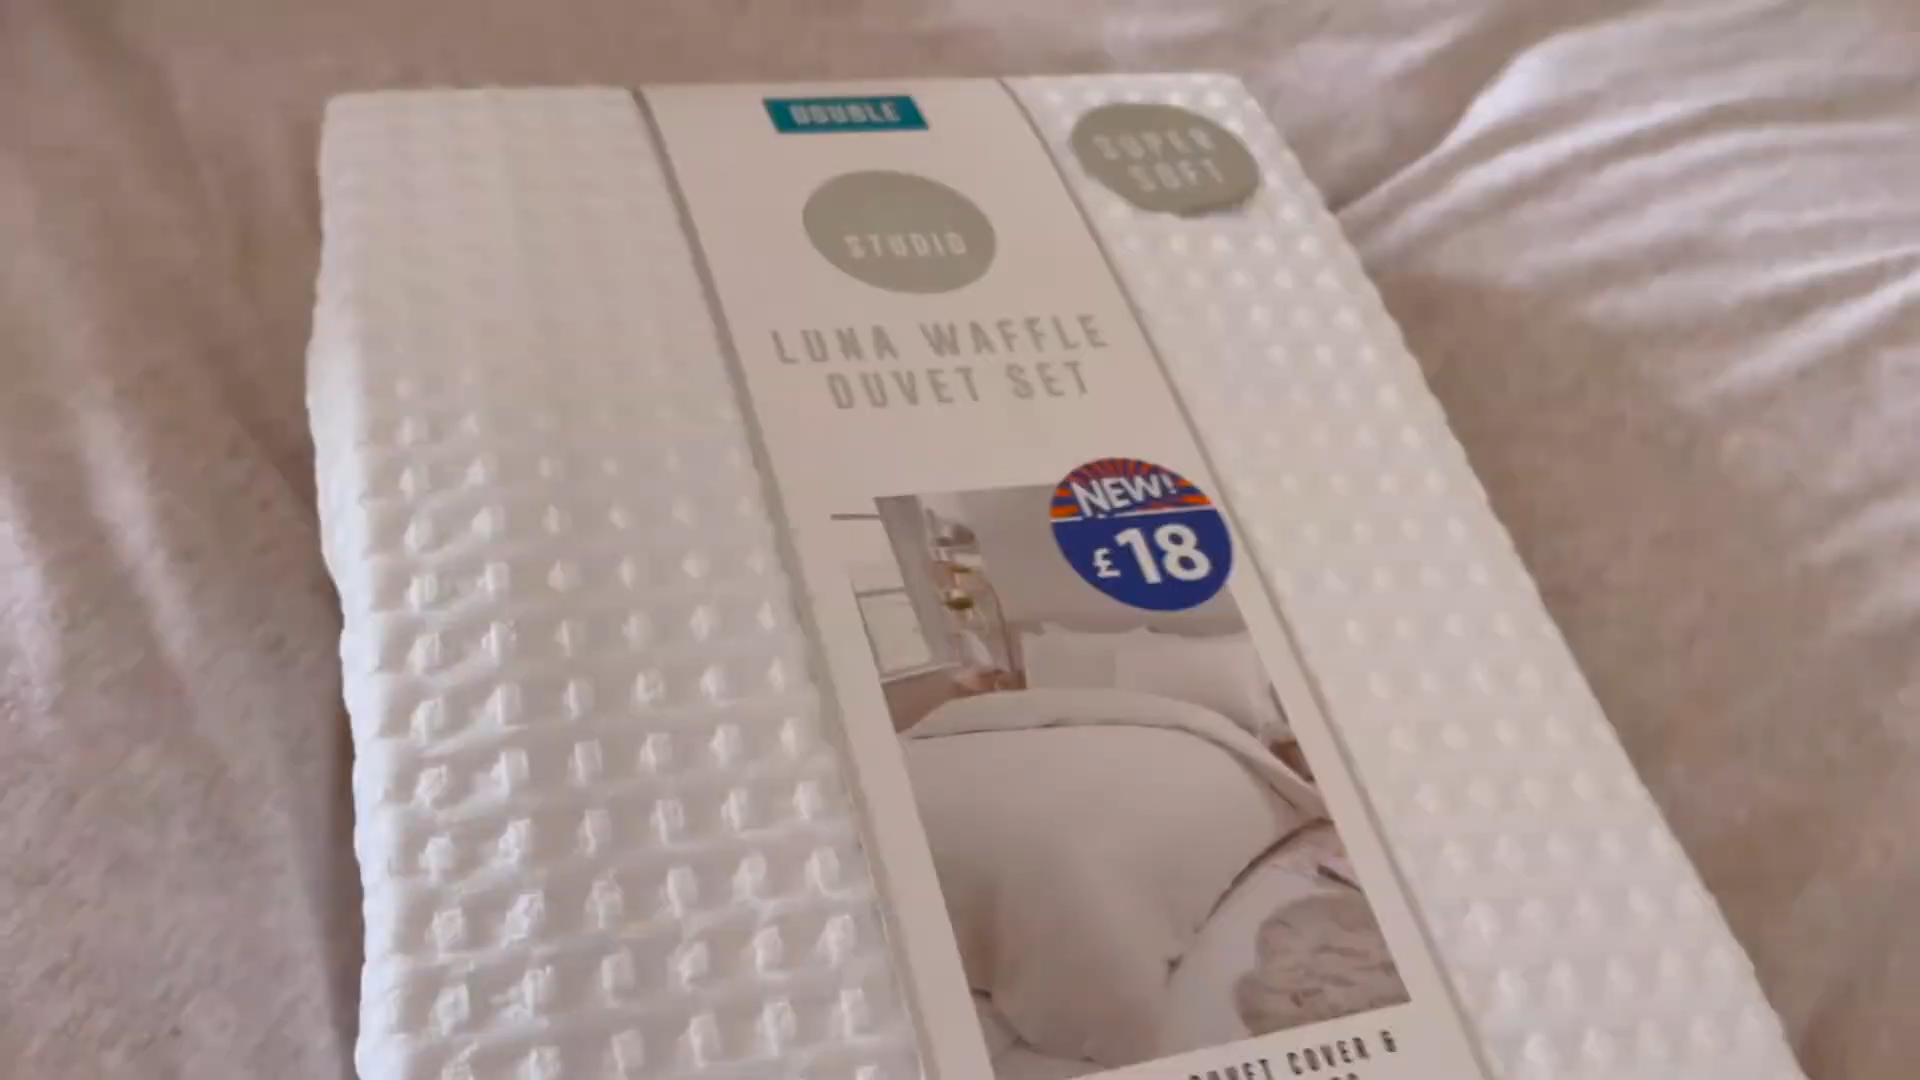 DOUBLE
SUPER
SOFT
STUDIO
LUNA WAFFLE
DUVET SET
NEW!
£18
DUVET COVER &